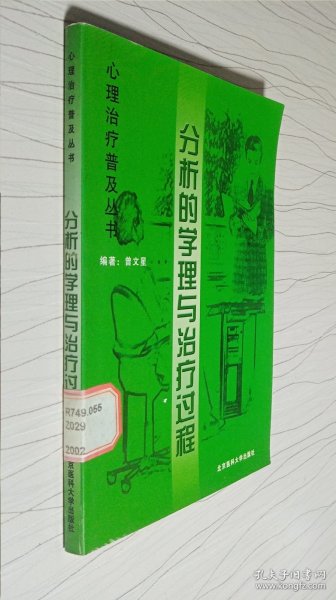 心理治疗普及丛书
分析的学理与治疗过
R749.055
Z029
2002
京医科大学出版社
心理治疗普及丛书
编著：曾文星
分析的学理与治疗过程
北京医科大学出版社
孔夫子旧书网